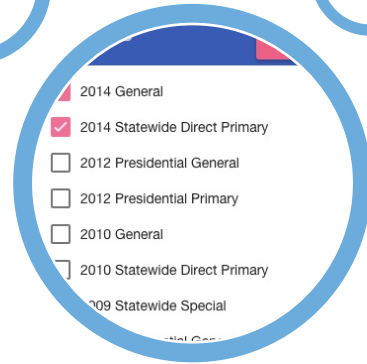 2014 General
2014 Statewide Direct Primary
2012 Presidential General
2012 Presidential Primary
2010 General
2010 Statewide Direct Primary
Statewide Special